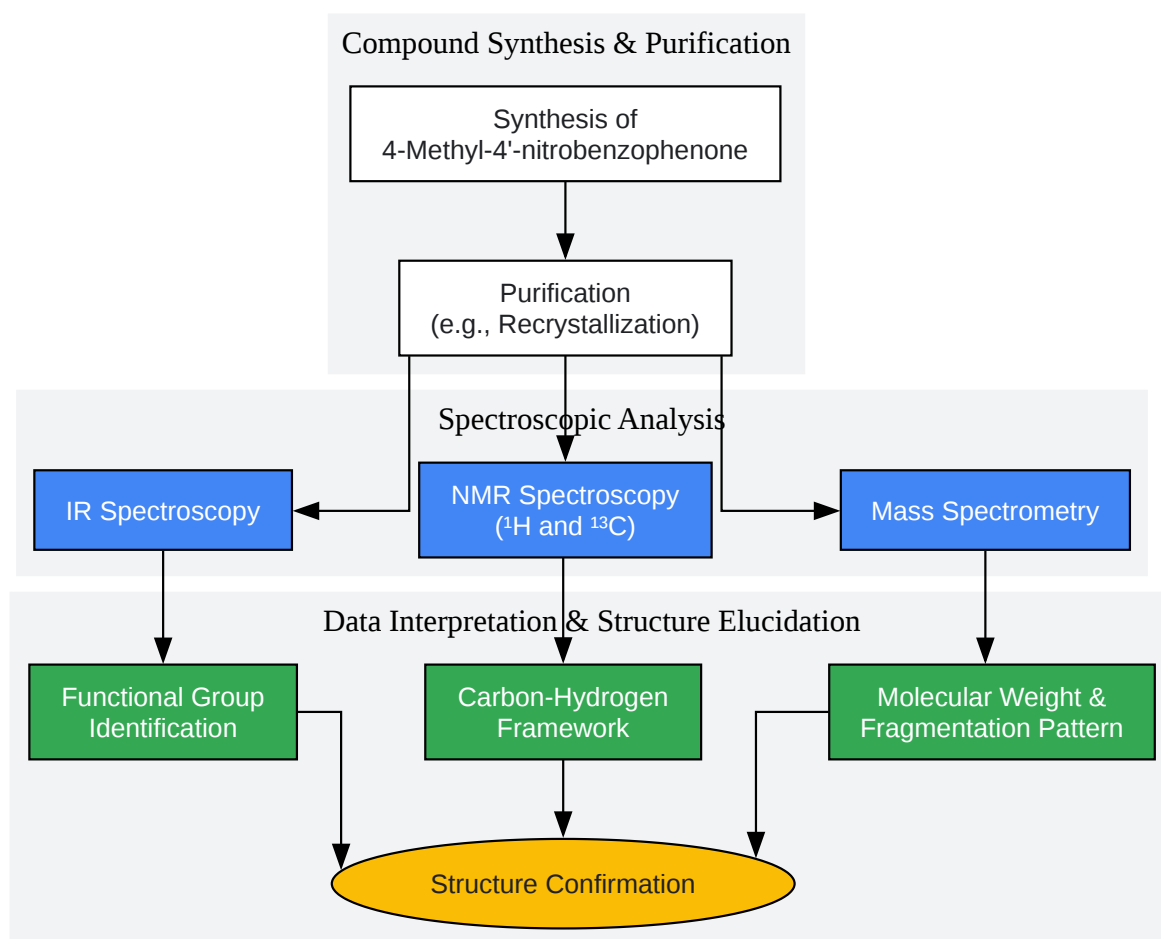 Compound Synthesis & Purification
Synthesis of
4-Methyl-4'-nitrobenzophenone
Purification
(e.g., Recrystallization)
Spectroscopic Analysis
IR Spectroscopy
NMR Spectroscopy
(¹H and ¹³C)
Mass Spectrometry
Data Interpretation & Structure Elucidation
Functional Group
Identification
Carbon-Hydrogen
Framework
Molecular Weight &
Fragmentation Pattern
Structure Confirmation